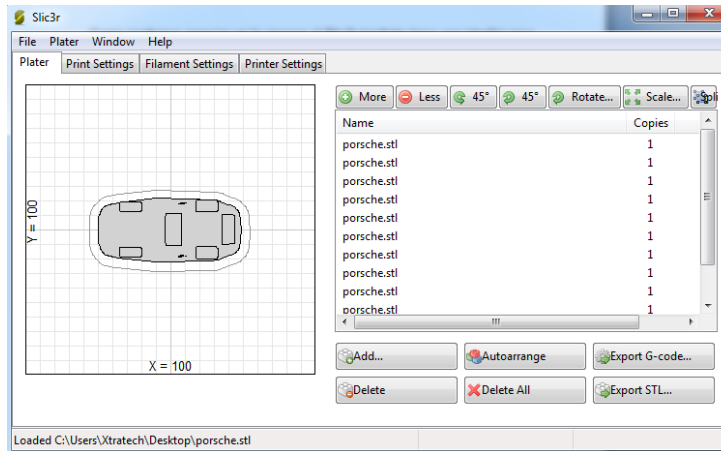 Slic3r
File Plater Window Help
Plater Print Settings Filament Settings Printer Settings
More Less 45° 45° Rotate... Scale... Spli
Name Copies
porsche.stl 1
porsche.stl 1
porsche.stl 1
porsche.stl 1
porsche.stl 1
porsche.stl 1
porsche.stl 1
porsche.stl 1
porsche.stl 1
porsche.stl 1
Y = 100
X = 100
Add... Autoarrange Export G-code...
Delete Delete All Export STL...
Loaded C:\Users\Xtratech\Desktop\porsche.stl